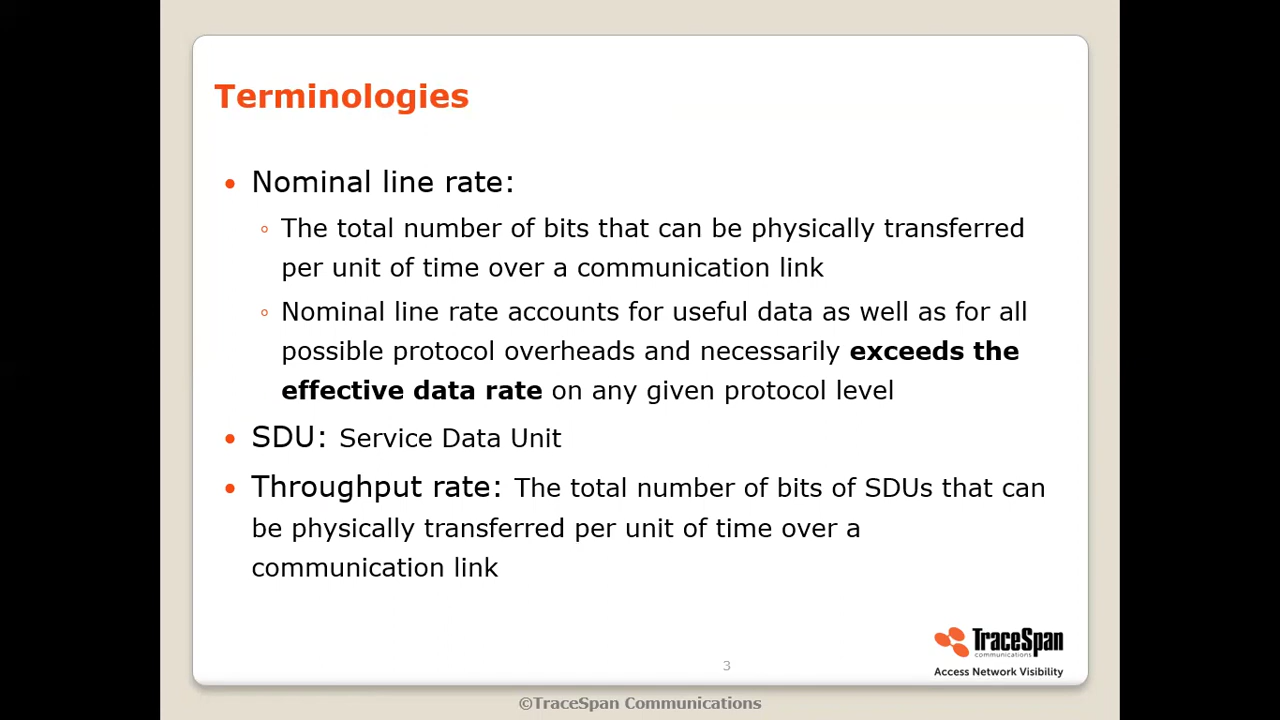 Terminologies
• Nominal line rate:
◦ The total number of bits that can be physically transferred
per unit of time over a communication link
◦ Nominal line rate accounts for useful data as well as for all
possible protocol overheads and necessarily exceeds the
effective data rate on any given protocol level
• SDU: Service Data Unit
• Throughput rate: The total number of bits of SDUs that can
be physically transferred per unit of time over a
communication link
TraceSpan
communications
Access Network Visibility
3
©TraceSpan Communications